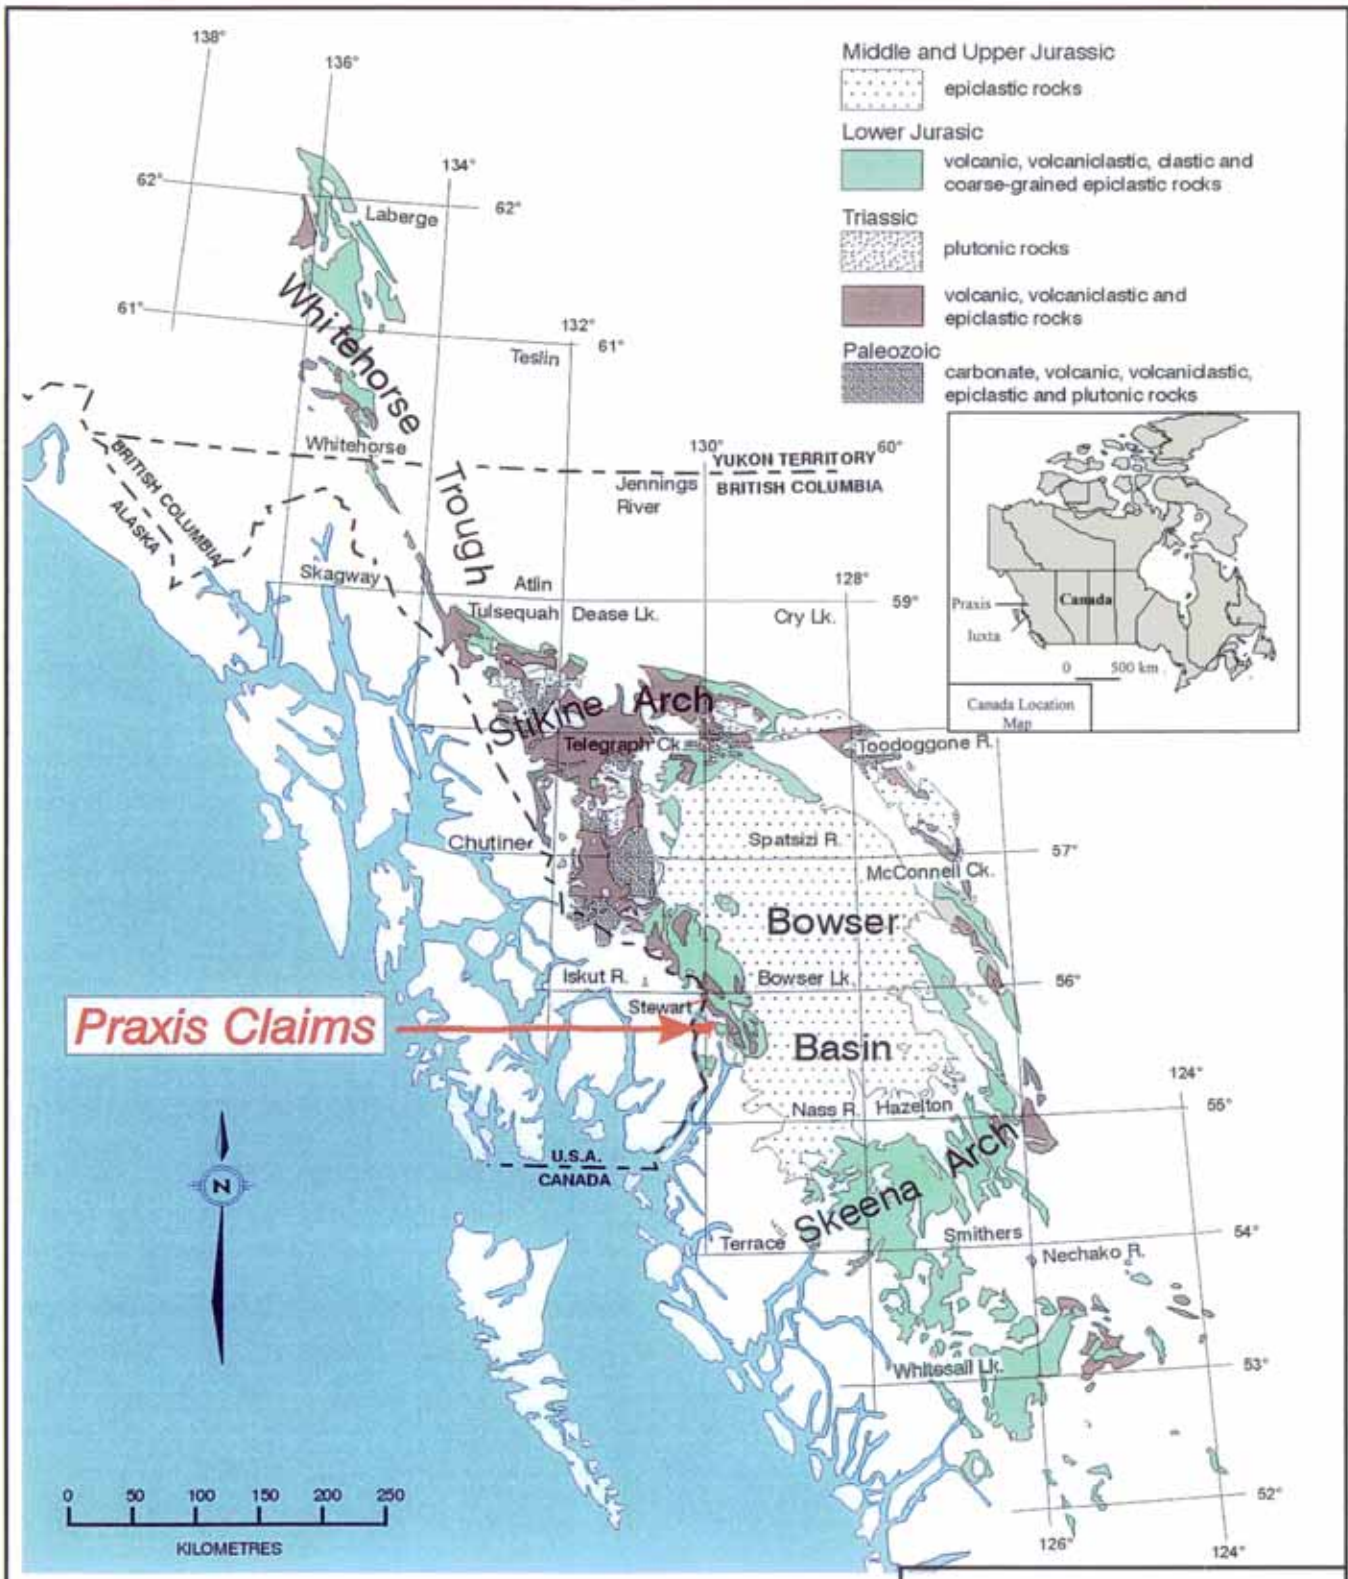 138°
136°
134°
62°
62°
Laberge
61°
132°
61°
Teslin
Whitehorse
Trough
Whitehorse
Middle and Upper Jurassic
epiclastic rocks
Lower Jurasic
volcanic, volcaniclastic, clastic and
coarse-grained epiclastic rocks
Triassic
plutonic rocks
volcanic, volcaniclastic and
epiclastic rocks
Paleozoic
carbonate, volcanic, volcaniclastic,
epiclastic and plutonic rocks
130°
60°
YUKON TERRITORY
BRITISH COLUMBIA
Jennings
River
BRITISH COLUMBIA
ALASKA
Skagway
Atlin
128°
59°
Tulsequah
Dease Lk.
Cry Lk.
Praxis
Iuxta
Canada
0 500 km
Canada Location
Map
Stikine Arch
Telegraph Ck.
Toodoggone R.
Chutine
Spatsizi R.
57°
McConnell Ck.
Bowser
Iskut R.
Bowser Lk.
56°
Stewart
Praxis Claims
Basin
124°
Nass R.
Hazelton
55°
N
U.S.A.
CANADA
Skeena Arch
Terrace
Smithers
54°
Nechako R.
Whitesail Lk.
53°
0 50 100 150 200 250
KILOMETRES
52°
126°
124°